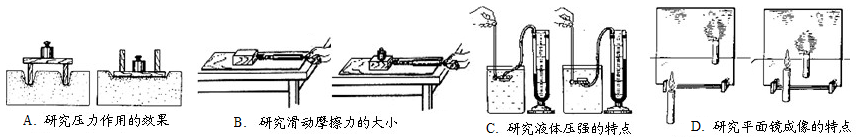 A. 研究压力作用的效果
B. 研究滑动摩擦力的大小
C. 研究液体压强的特点
D. 研究平面镜成像的特点